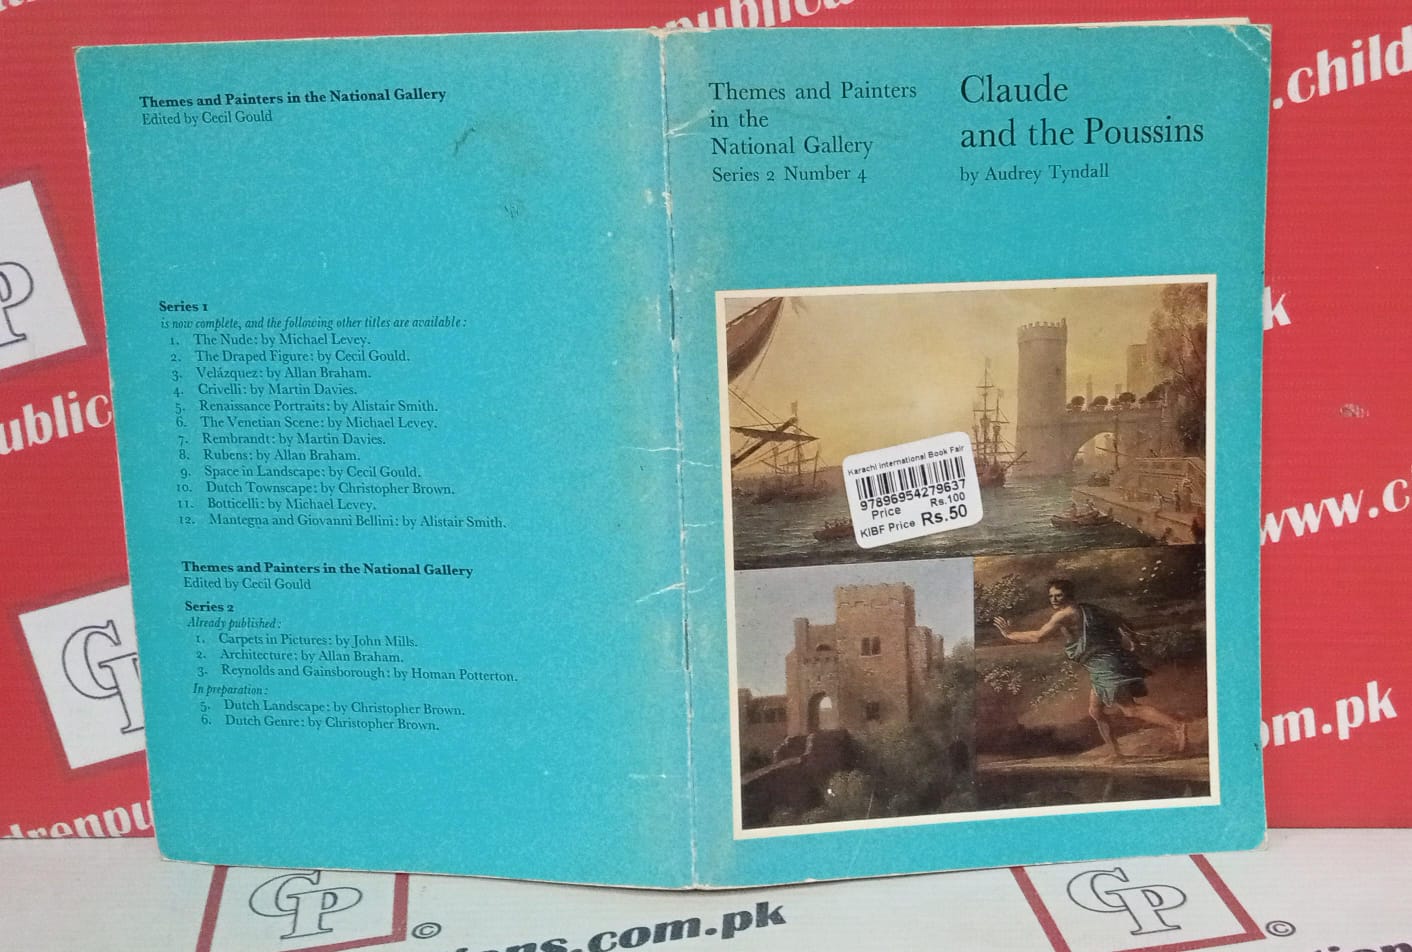 Themes and Painters in the National Gallery
Edited by Cecil Gould
Series 1
is now complete, and the following other titles are available:
1. The Nude: by Michael Levey.
2. The Draped Figure: by Cecil Gould.
3. Velázquez: by Allan Braham.
4. Crivelli: by Martin Davies.
5. Renaissance Portraits: by Alistair Smith.
6. The Venetian Scene: by Michael Levey.
7. Rembrandt: by Martin Davies.
8. Rubens: by Allan Braham.
9. Space in Landscape: by Cecil Gould.
10. Dutch Townscape: by Christopher Brown.
11. Botticelli: by Michael Levey.
12. Mantegna and Giovanni Bellini: by Alistair Smith.
Themes and Painters in the National Gallery
Edited by Cecil Gould
Series 2
Already published:
1. Carpets in Pictures: by John Mills.
2. Architecture: by Allan Braham.
3. Reynolds and Gainsborough: by Homan Potterton.
In preparation:
5. Dutch Landscape: by Christopher Brown.
6. Dutch Genre: by Christopher Brown.
Themes and Painters
in the
National Gallery
Series 2 Number 4
Claude
and the Poussins
by Audrey Tyndall
Karachi International Book Fair
97896954279637
Price Rs.100
KIBF Price Rs.50
.child
k
www.c
om.pk
public
P
GP
drenpu
GP ©
ons.com.pk
GP ©